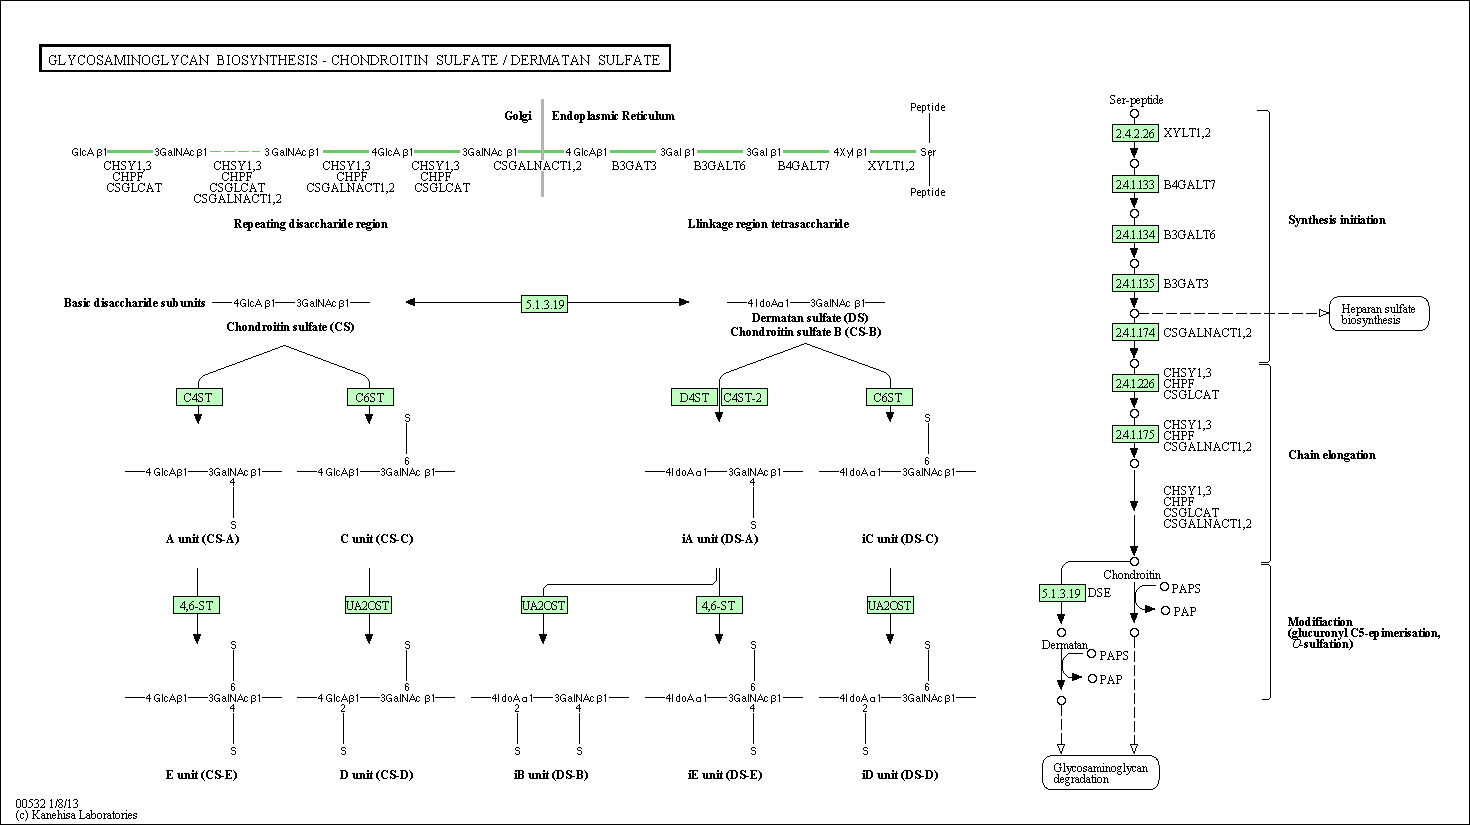 GLYCOSAMINOGLYCAN BIOSYNTHESIS - CHONDROITIN SULFATE / DERMATAN SULFATE
Golgi
Endoplasmic Reticulum
Peptide
GlcA β1
3GalNAc β1
3GalNAc β1
4GlcA β1
3GalNAc β1
4 GlcA β1
3Gal β1
3Gal β1
4Xyl β1
Ser
CHSY1,3
CHPF
CSGLCAT
CHSY1,3
CHPF
CSGLCAT
CSGALNACT1,2
CHSY1,3
CHPF
CSGALNACT1,2
CHSY1,3
CHPF
CSGLCAT
CSGALNACT1,2
B3GAT3
B3GALT6
B4GALT7
XYLT1,2
Peptide
Repeating disaccharide region
Llinkage region tetrasaccharide
Basic disaccharide subunits
4GlcA β1
3GalNAc β1
5.1.3.19
4IdoA α1
3GalNAc β1
Chondroitin sulfate (CS)
Dermatan sulfate (DS)
Chondroitin sulfate B (CS-B)
C4ST
C6ST
D4ST
C4ST-2
C6ST
S
S
6
6
4 GlcAβ1
3GalNAc β1
4 GlcAβ1
3GalNAc β1
4IdoA α1
3GalNAc β1
4IdoA α1
3GalNAc β1
4
4
S
S
A unit (CS-A)
C unit (CS-C)
iA unit (DS-A)
iC unit (DS-C)
4,6-ST
UA2OST
UA2OST
4,6-ST
UA2OST
S
S
S
S
6
6
6
6
4 GlcAβ1
3GalNAc β1
4 GlcAβ1
3GalNAc β1
4IdoA α1
3GalNAc β1
4IdoA α1
3GalNAc β1
4IdoA α1
3GalNAc β1
4
2
2
4
4
2
S
S
S
S
S
S
E unit (CS-E)
D unit (CS-D)
iB unit (DS-B)
iE unit (DS-E)
iD unit (DS-D)
Ser-peptide
2.4.2.26
XYLT1,2
2.4.1.133
B4GALT7
2.4.1.134
B3GALT6
2.4.1.135
B3GAT3
2.4.1.174
CSGALNACT1,2
Synthesis initiation
Heparan sulfate
biosynthesis
2.4.1.226
CHSY1,3
CHPF
CSGLCAT
2.4.1.175
CHSY1,3
CHPF
CSGALNACT1,2
Chain elongation
CHSY1,3
CHPF
CSGLCAT
CSGALNACT1,2
Chondroitin
5.1.3.19
DSE
PAPS
PAP
Modifiaction
(glucuronyl C5-epimerisation,
O-sulfation)
Dermatan
PAPS
PAP
Glycosaminoglycan
degradation
00532 1/8/13
(c) Kanehisa Laboratories